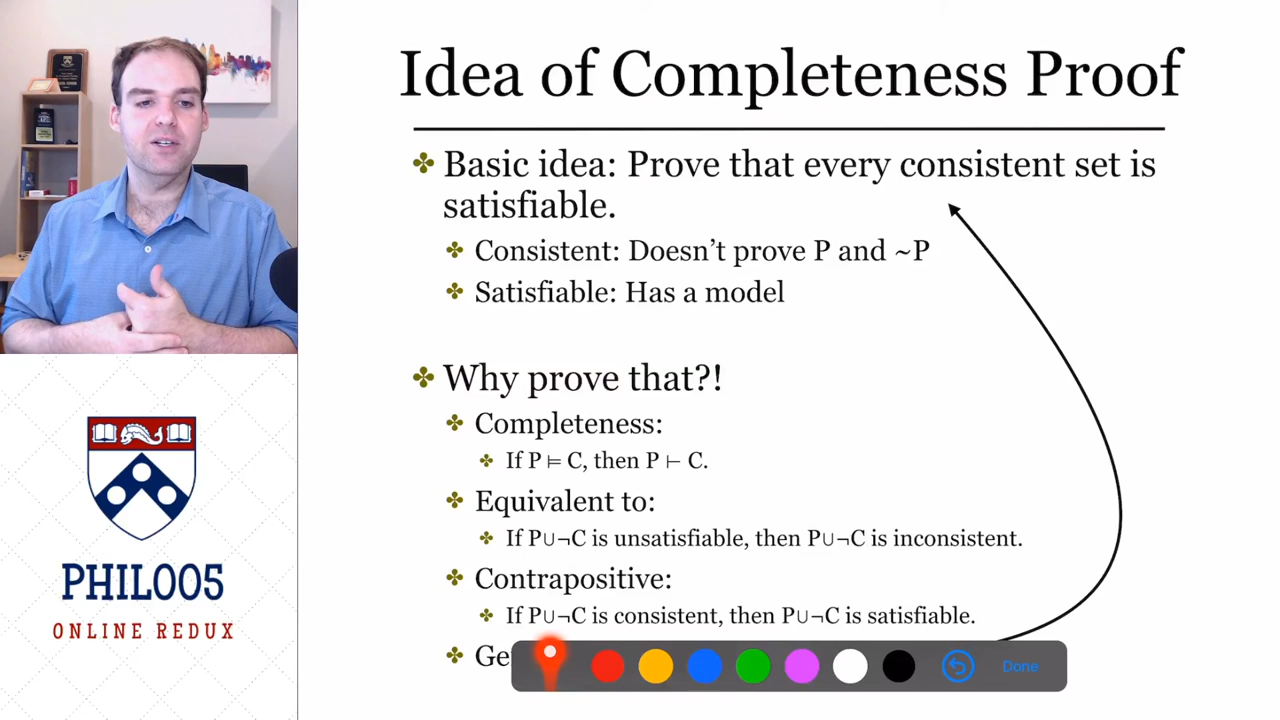 Idea of Completeness Proof
Basic idea: Prove that every consistent set is
satisfiable.
Consistent: Doesn’t prove P and ~P
Satisfiable: Has a model
Why prove that?!
Completeness:
If P ⊨ C, then P ⊢ C.
Equivalent to:
If P∪¬C is unsatisfiable, then P∪¬C is inconsistent.
Contrapositive:
If P∪¬C is consistent, then P∪¬C is satisfiable.
Done
PHIL005
ONLINE REDUX